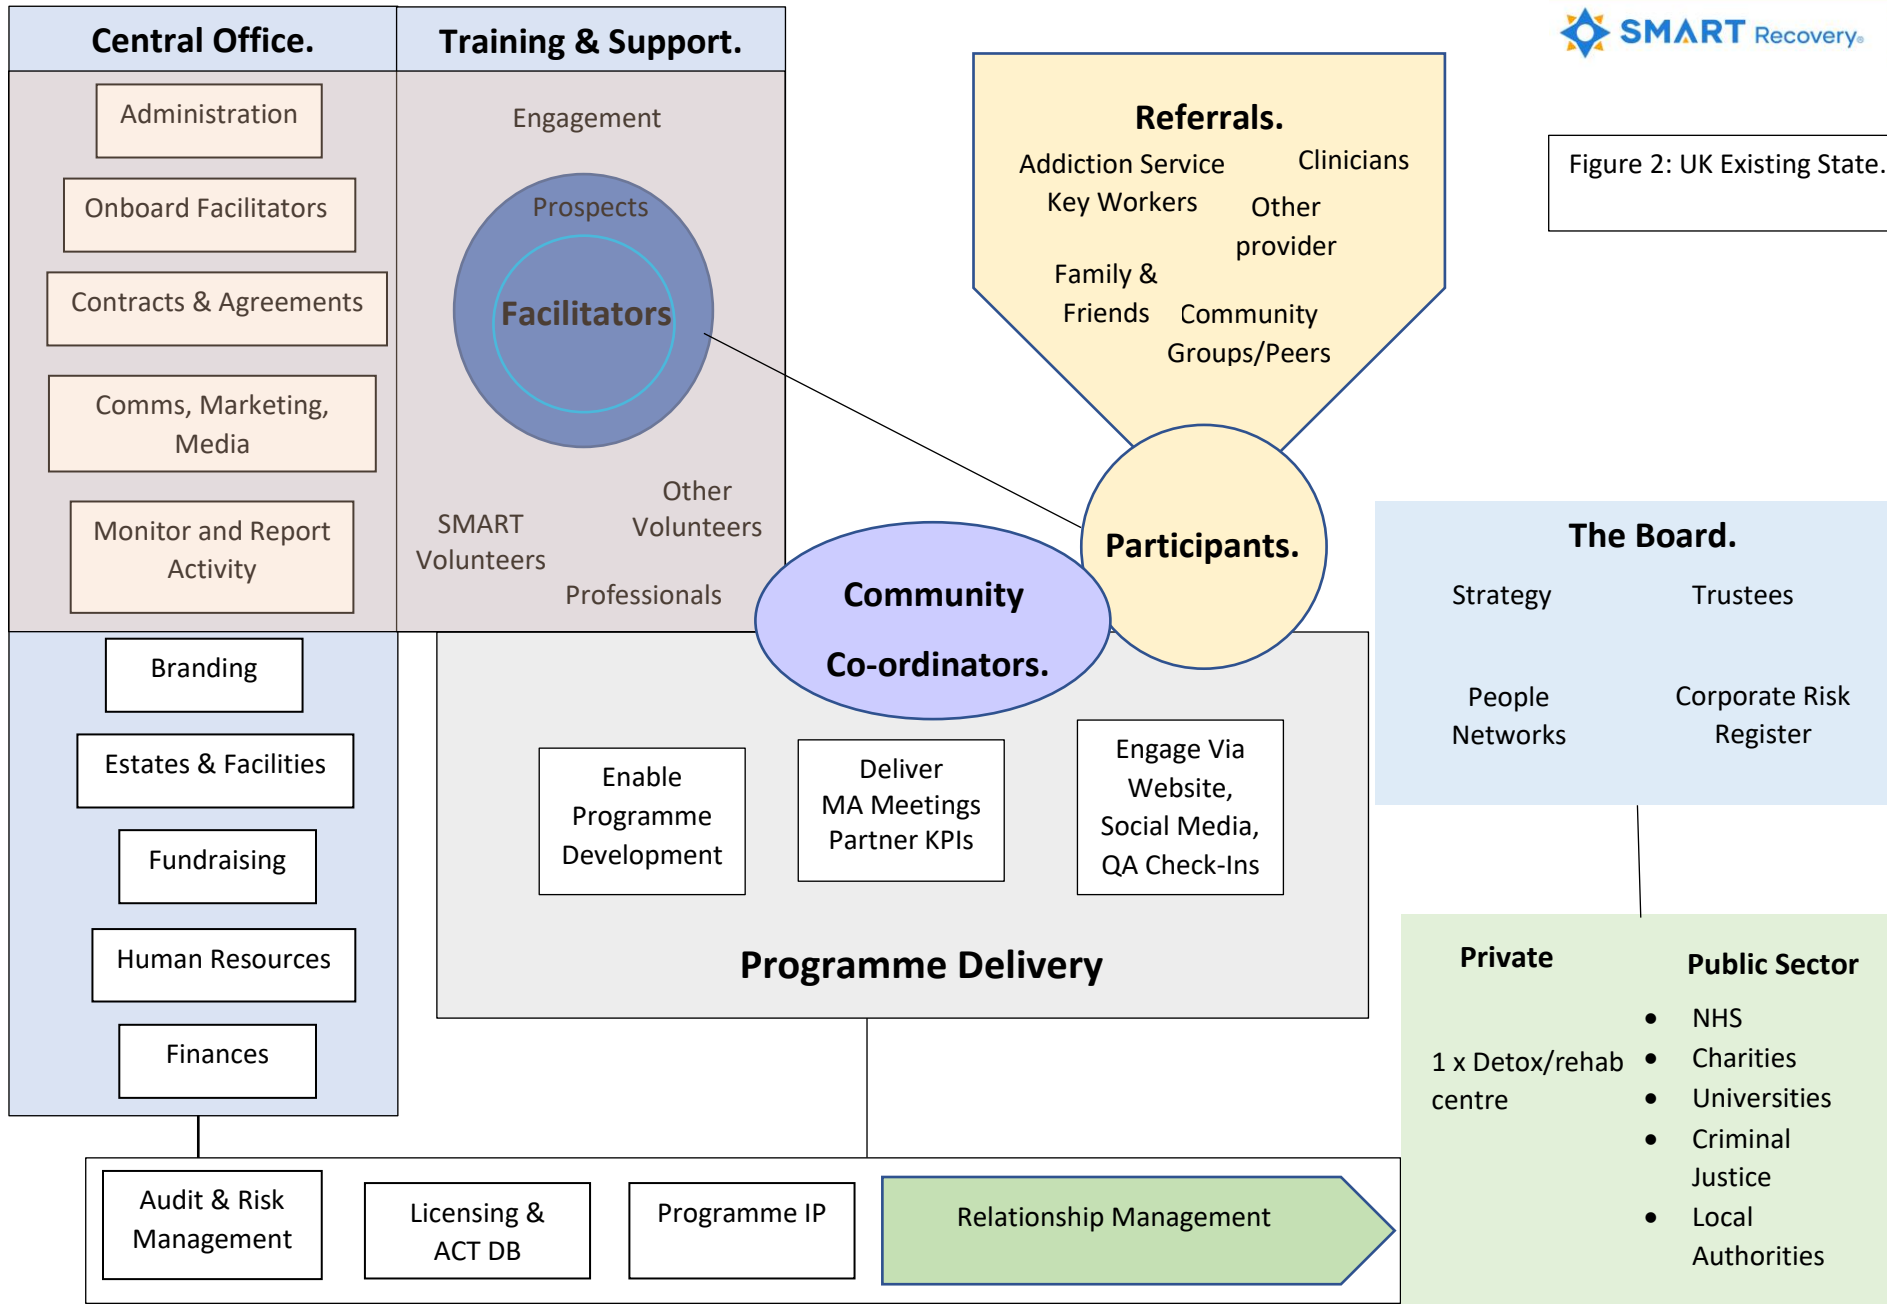 Central Office.
Administration
Onboard Facilitators
Contracts & Agreements
Comms, Marketing,
Media
Monitor and Report
Activity
Branding
Estates & Facilities
Fundraising
Human Resources
Finances
Training & Support.
Engagement
Prospects
Facilitators
SMART
Volunteers
Other
Volunteers
Professionals
Referrals.
Addiction Service
Key Workers
Clinicians
Other
provider
Family &
Friends
Community
Groups/Peers
Participants.
Community
Co-ordinators.
SMART Recovery®
Figure 2: UK Existing State.
The Board.
Strategy
Trustees
People
Networks
Corporate Risk
Register
Enable
Programme
Development
Deliver
MA Meetings
Partner KPIs
Engage Via
Website,
Social Media,
QA Check-Ins
Programme Delivery
Private
1 x Detox/rehab
centre
Public Sector
• NHS
• Charities
• Universities
• Criminal
Justice
• Local
Authorities
Audit & Risk
Management
Licensing &
ACT DB
Programme IP
Relationship Management